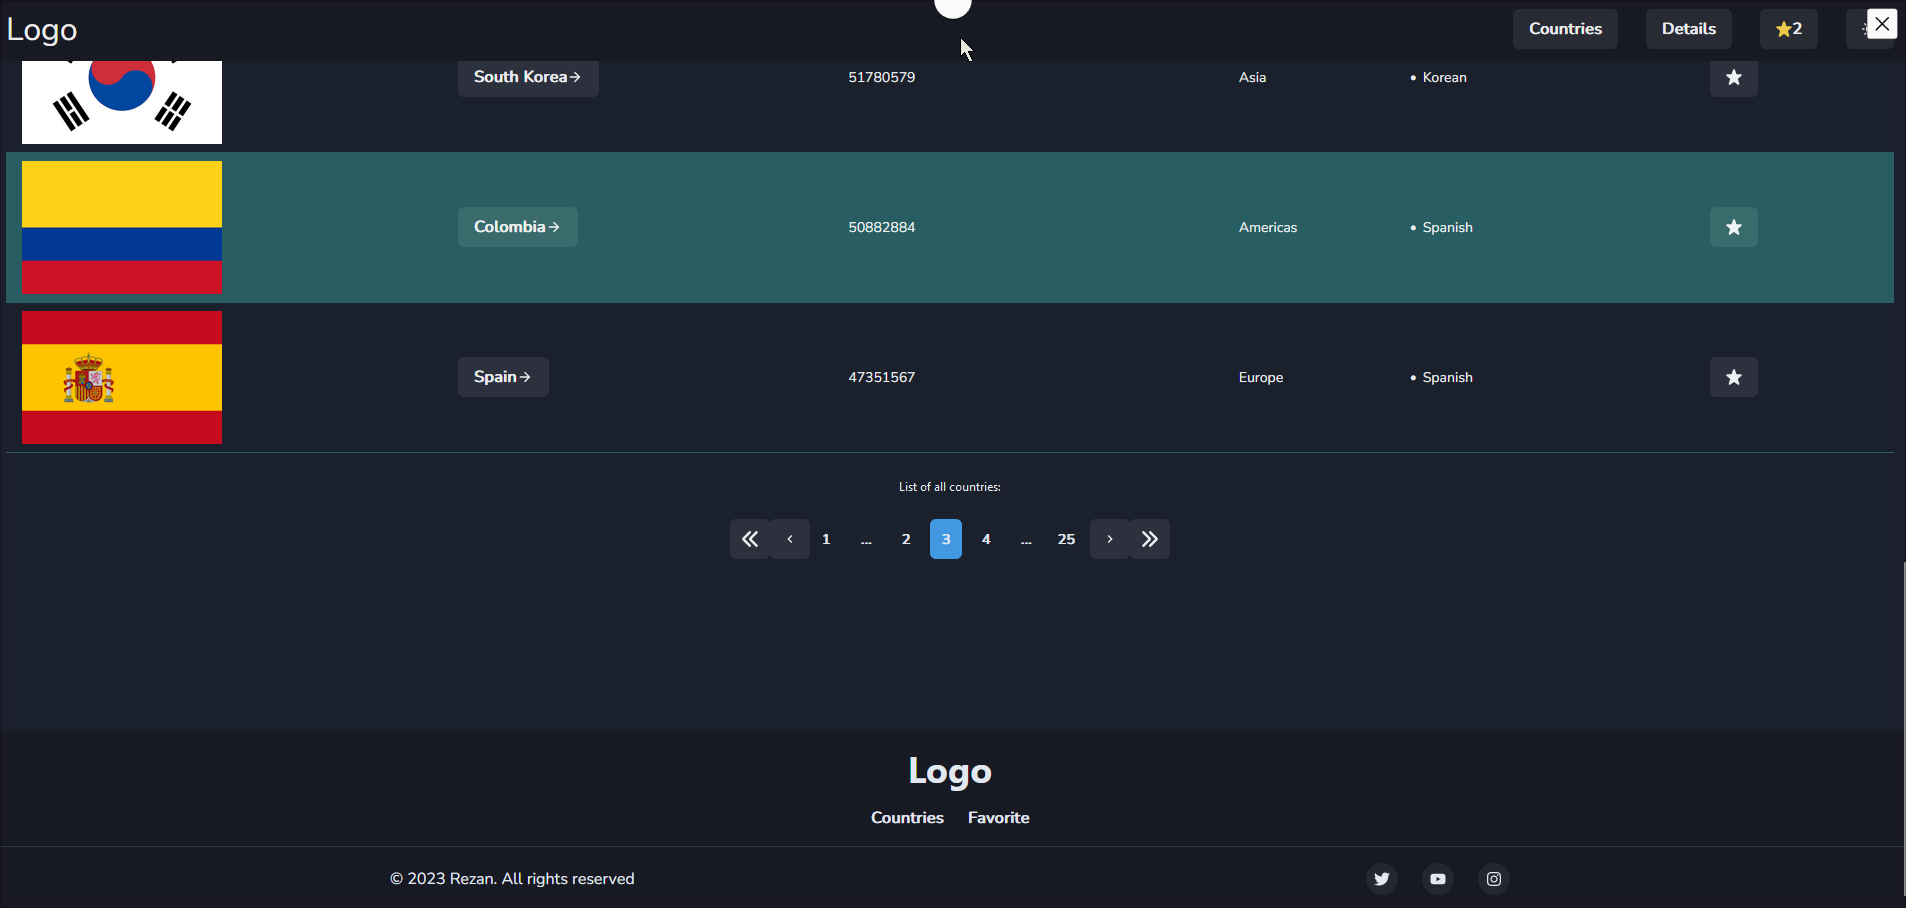 Logo
Countries Details 2
South Korea 51780579 Asia • Korean
Colombia 50882884 Americas • Spanish
Spain 47351567 Europe • Spanish
List of all countries:
1 ... 2 3 4 ... 25
Logo
Countries Favorite
© 2023 Rezan. All rights reserved